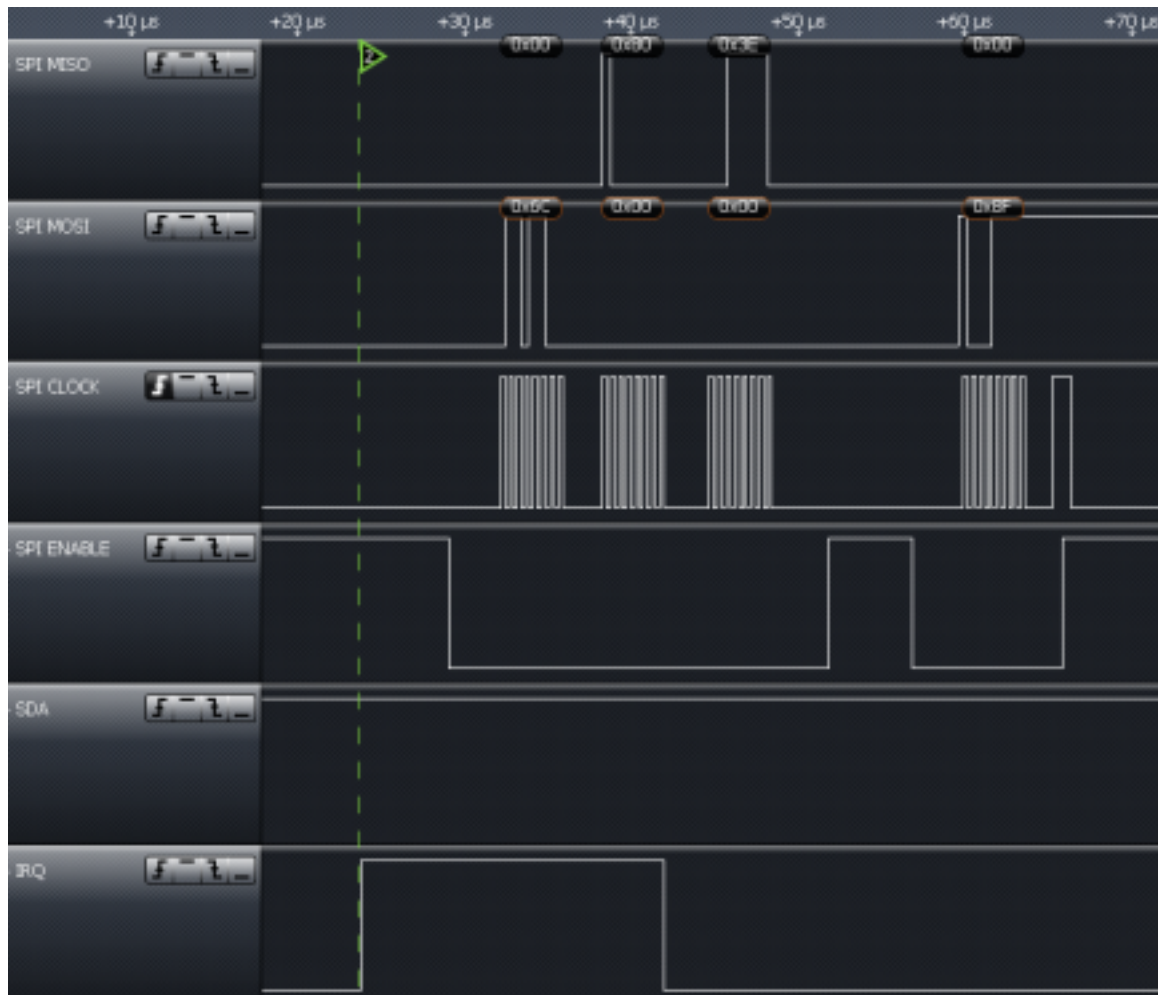 +10 µs +20 µs +30 µs +40 µs +50 µs +60 µs +70 µs
0x00 0x80 0x3E 0x00
SPI MISO
2
0x6C 0x00 0x00 0xBF
SPI MOSI
SPI CLOCK
SPI ENABLE
SDA
IRQ